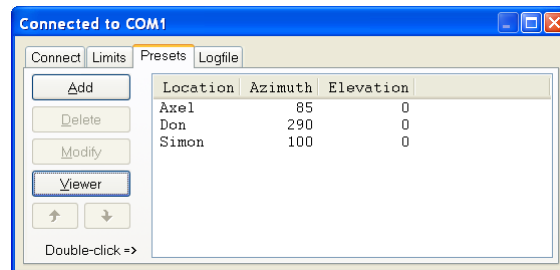 Connected to COM1
Connect Limits Presets Logfile
Add
Delete
Modify
Viewer
Double-click =>
Location Azimuth Elevation
Axel 85 0
Don 290 0
Simon 100 0